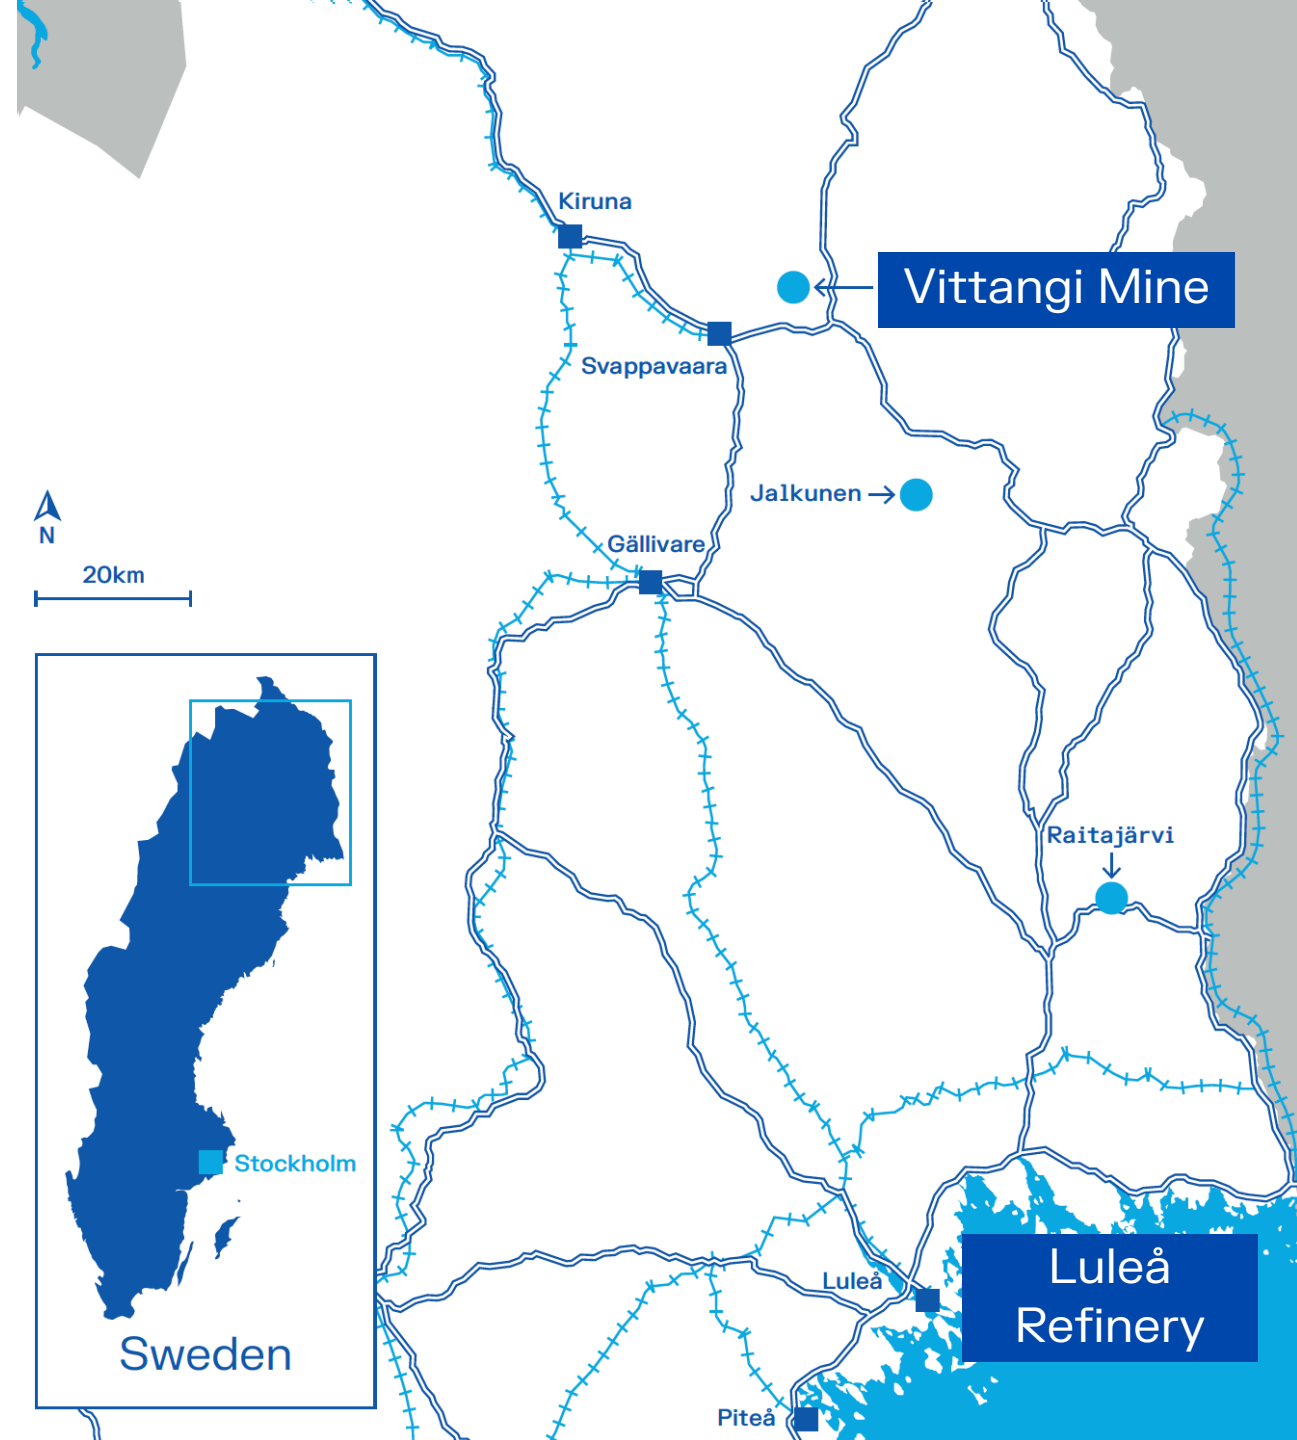 Kiruna
Vittangi Mine
Svappavaara
Jalkunen
N
Gällivare
20km
Raitajärvi
Stockholm
Luleå
Refinery
Luleå
Sweden
Piteå